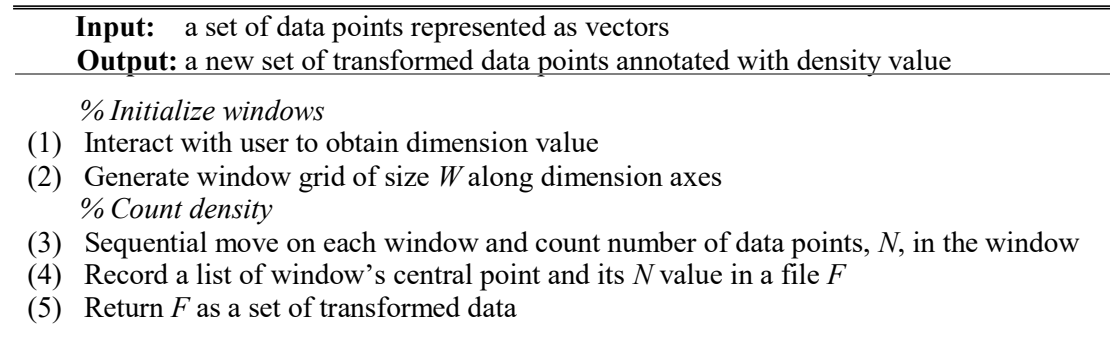 Input: a set of data points represented as vectors
Output: a new set of transformed data points annotated with density value
% Initialize windows
(1) Interact with user to obtain dimension value
(2) Generate window grid of size W along dimension axes
% Count density
(3) Sequential move on each window and count number of data points, N, in the window
(4) Record a list of window’s central point and its N value in a file F
(5) Return F as a set of transformed data